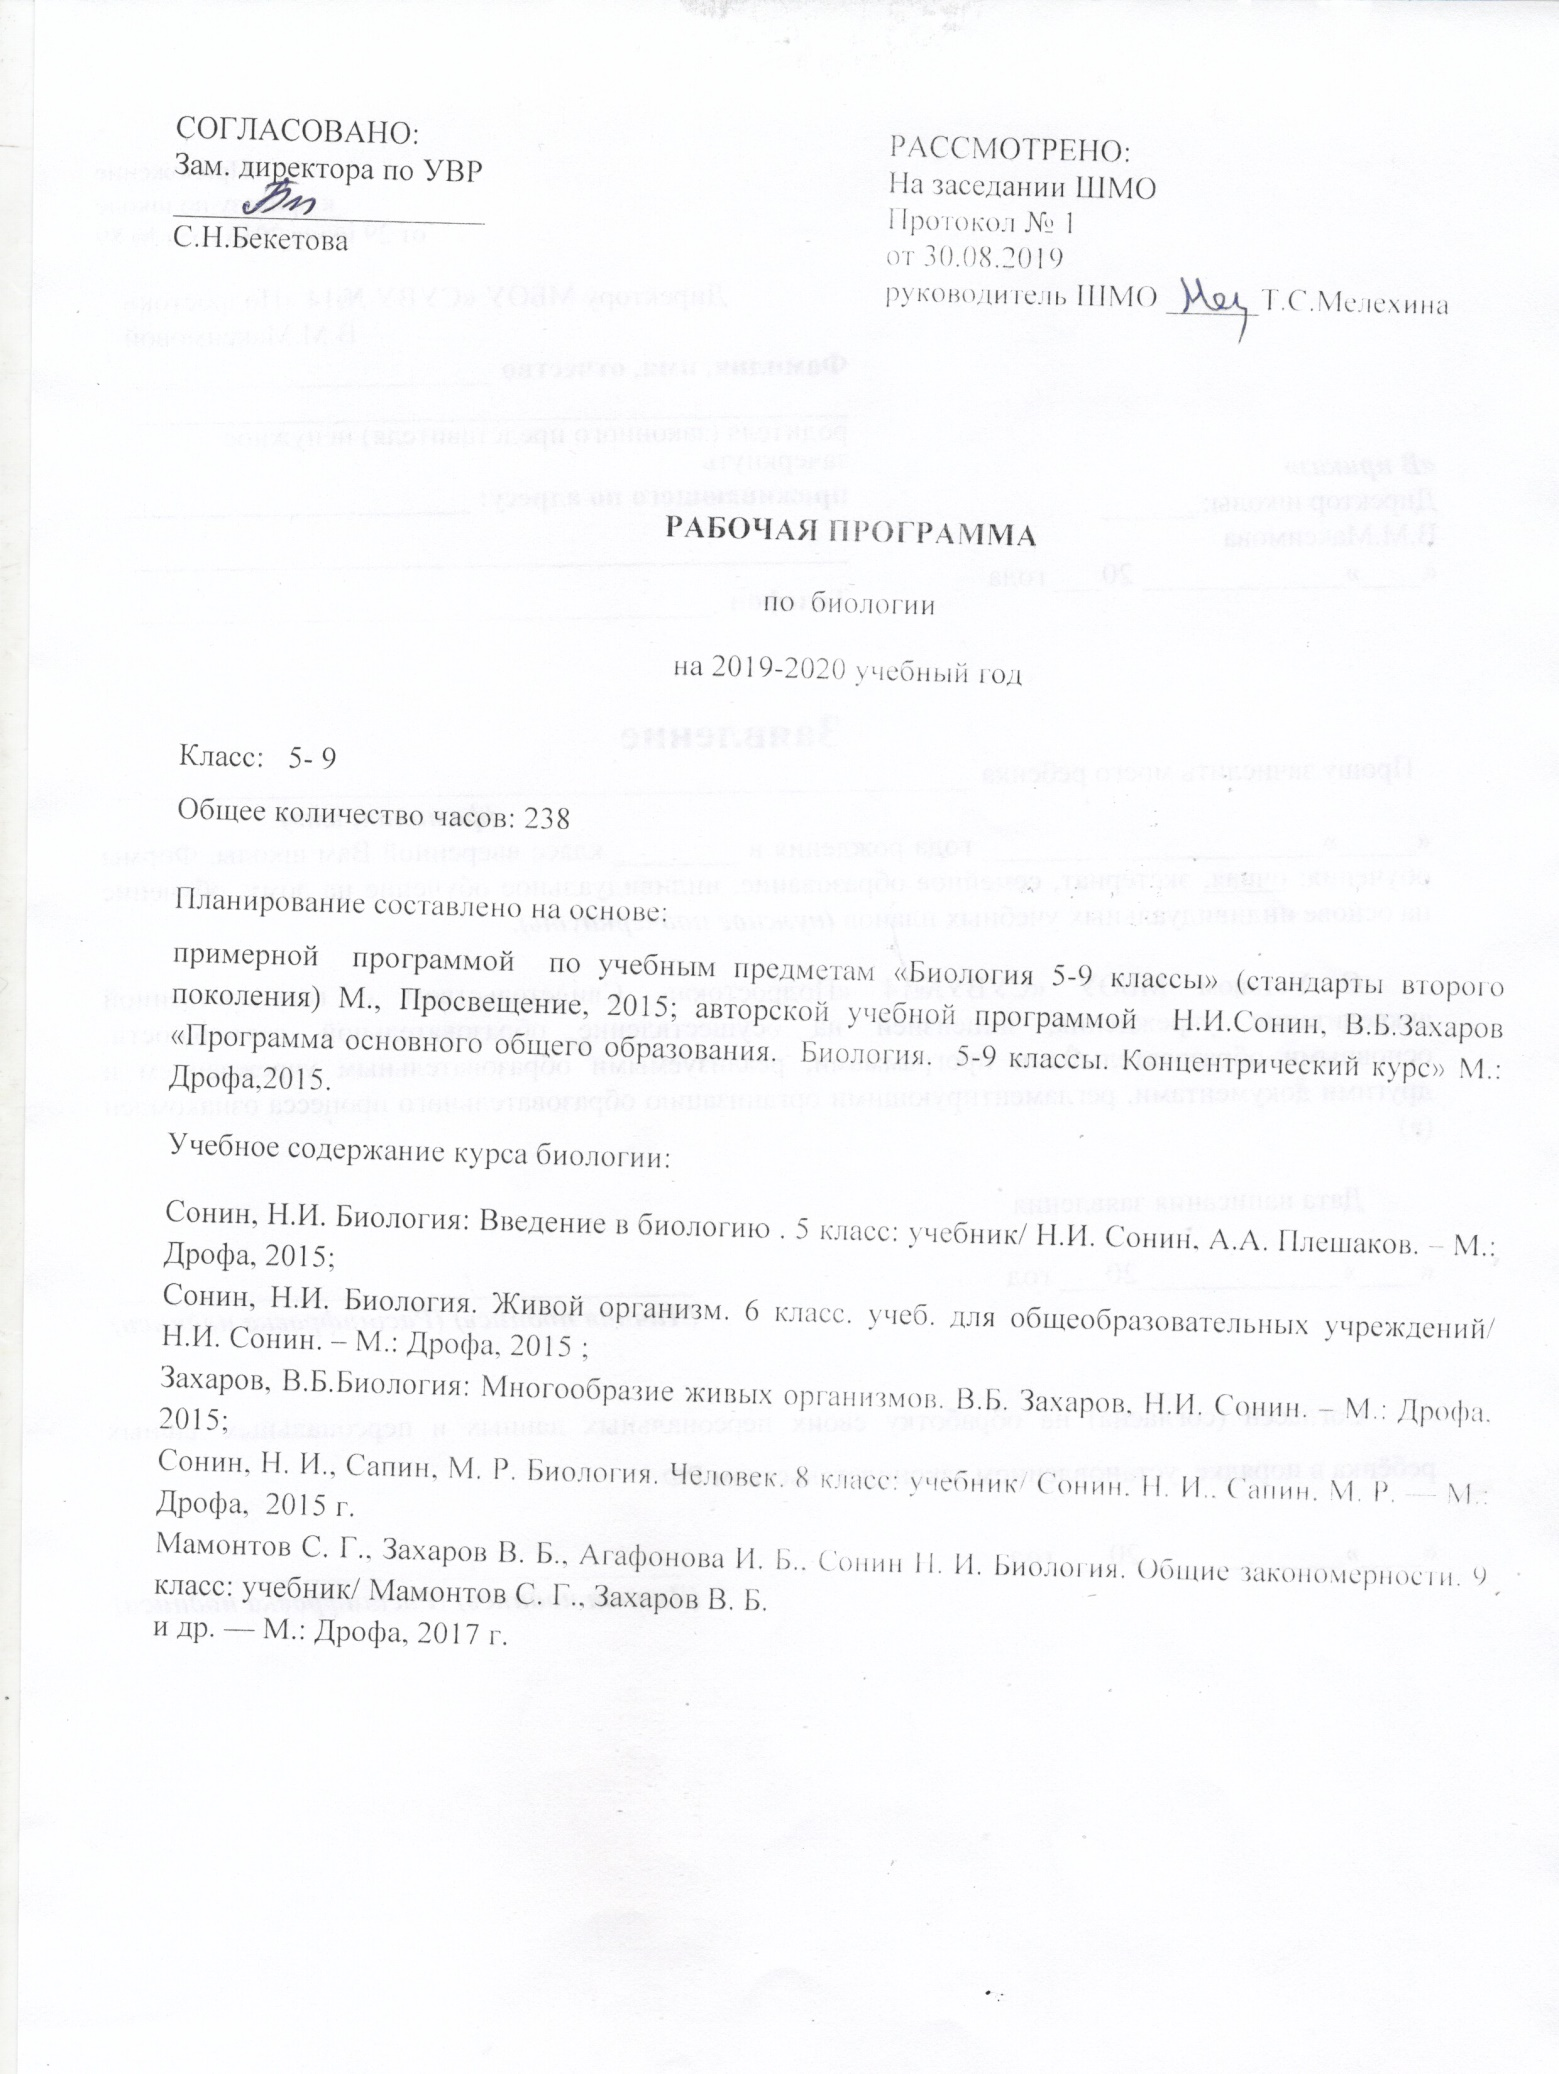 СОГЛАСОВАНО:
Зам. директора по УВР
С.Н.Бекетова
РАССМОТРЕНО:
На заседании ШМО
Протокол № 1
от 30.08.2019
руководитель ШМО ______ Т.С.Мелехина
РАБОЧАЯ ПРОГРАММА
по биологии
на 2019-2020 учебный год
Класс: 5- 9
Общее количество часов: 238
Планирование составлено на основе:
примерной программой по учебным предметам «Биология 5-9 классы» (стандарты второго
поколения) М., Просвещение, 2015; авторской учебной программой Н.И.Сонин, В.Б.Захаров
«Программа основного общего образования. Биология. 5-9 классы. Концентрический курс» М.:
Дрофа,2015.
Учебное содержание курса биологии:
Сонин, Н.И. Биология: Введение в биологию . 5 класс: учебник/ Н.И. Сонин, А.А. Плешаков. – М.:
Дрофа, 2015;
Сонин, Н.И. Биология. Живой организм. 6 класс. учеб. для общеобразовательных учреждений/
Н.И. Сонин. – М.: Дрофа, 2015 ;
Захаров, В.Б.Биология: Многообразие живых организмов. В.Б. Захаров, Н.И. Сонин. – М.: Дрофа.
2015;
Сонин, Н. И., Сапин, М. Р. Биология. Человек. 8 класс: учебник/ Сонин. Н. И., Сапин. М. Р. — М.:
Дрофа, 2015 г.
Мамонтов С. Г., Захаров В. Б., Агафонова И. Б., Сонин Н. И. Биология. Общие закономерности. 9
класс: учебник/ Мамонтов С. Г., Захаров В. Б.
и др. — М.: Дрофа, 2017 г.